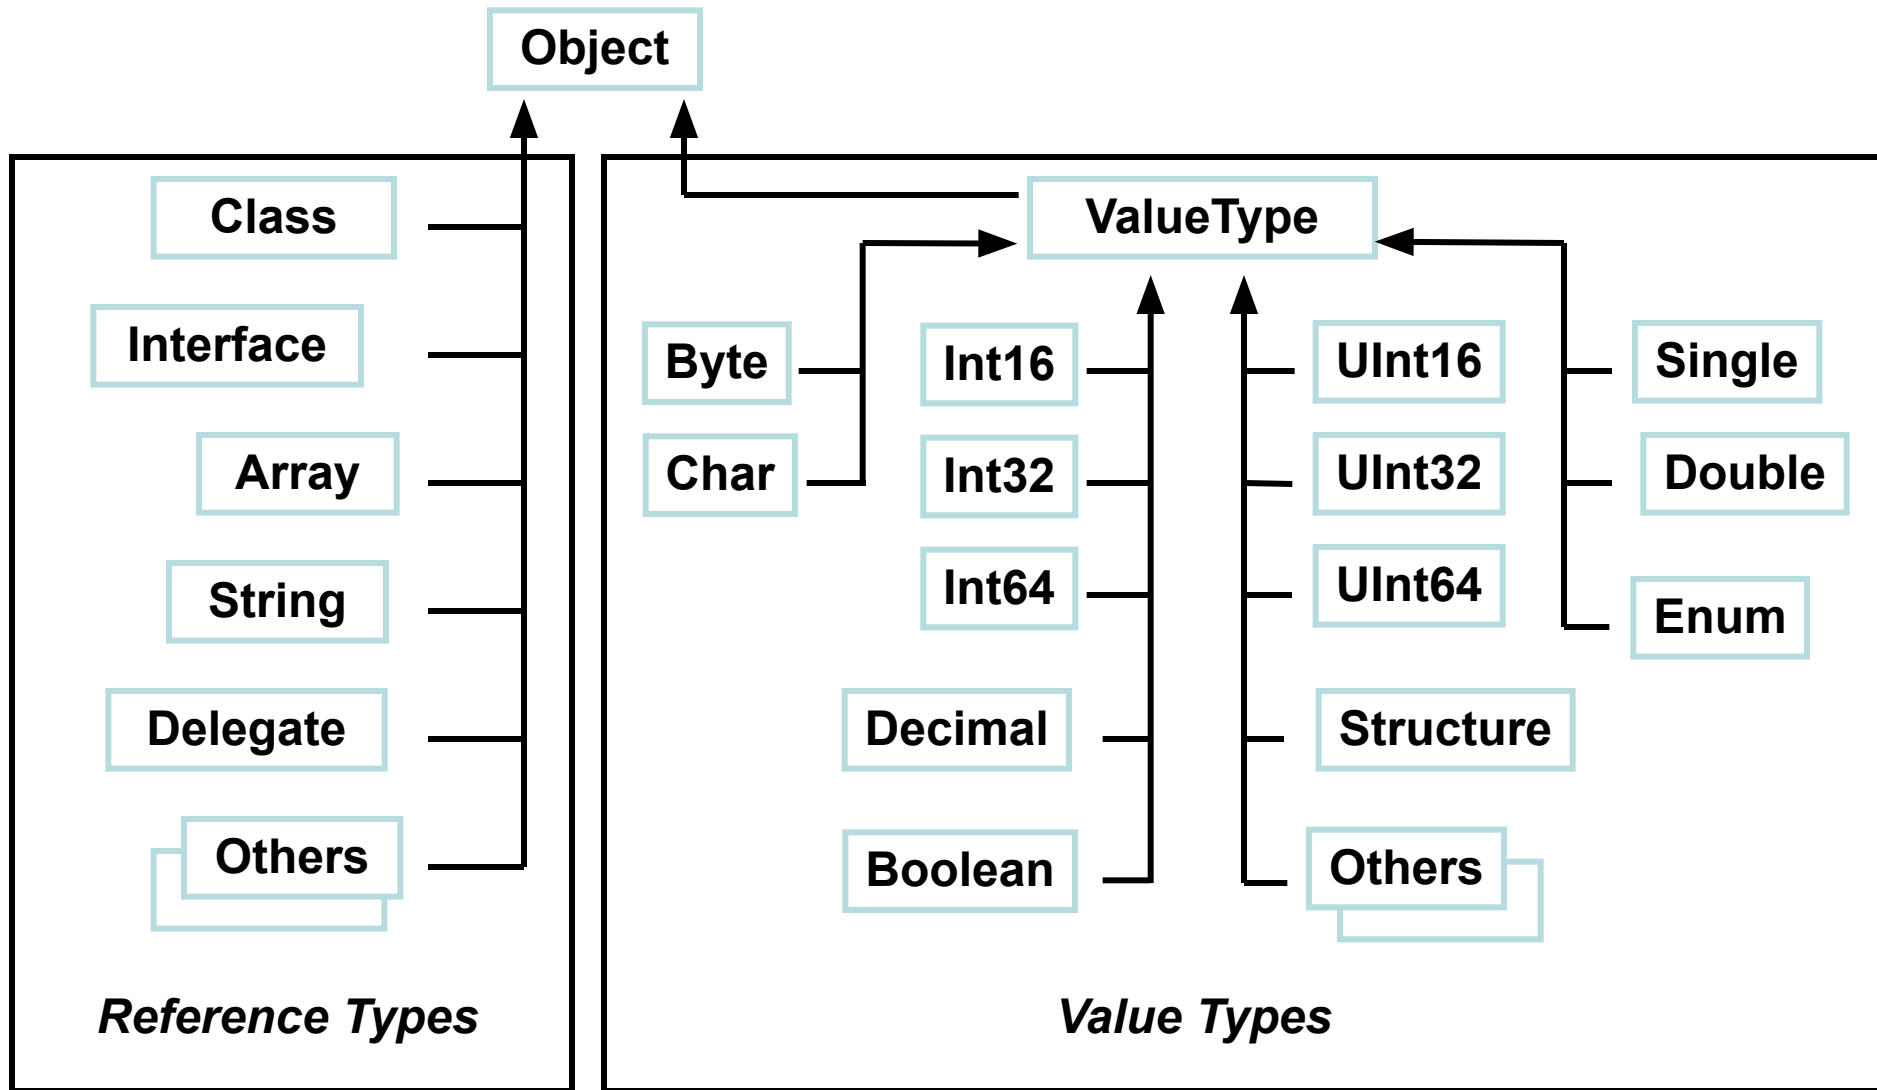 Object
Class
Interface
Array
String
Delegate
Others
Reference Types
ValueType
Byte
Char
Int16
Int32
Int64
Decimal
Boolean
UInt16
UInt32
UInt64
Structure
Others
Single
Double
Enum
Value Types